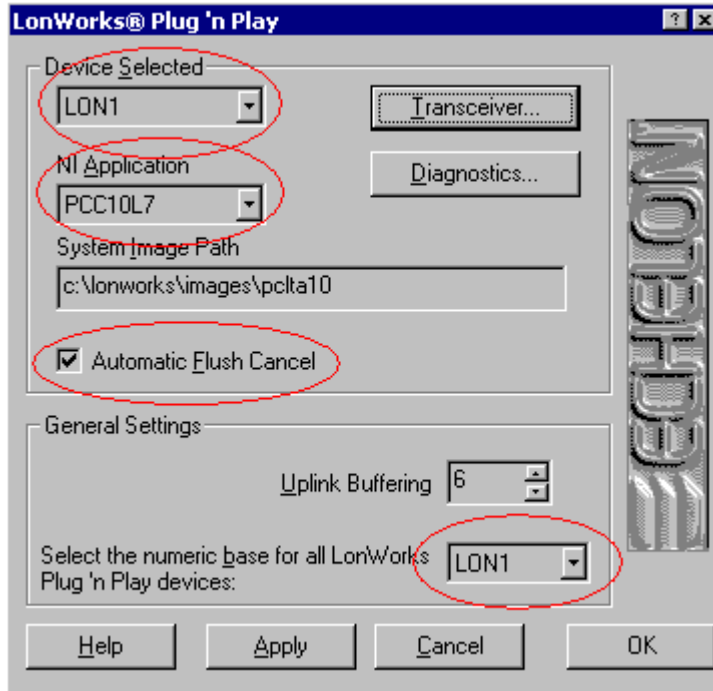 LonWorks® Plug 'n Play
Device Selected
LON1
Transceiver...
NI Application
PCC10L7
Diagnostics...
System Image Path
c:\lonworks\images\pclta10
Automatic Flush Cancel
General Settings
Uplink Buffering 6
Select the numeric base for all LonWorks
Plug 'n Play devices:
LON1
Help Apply Cancel OK
ECHELON